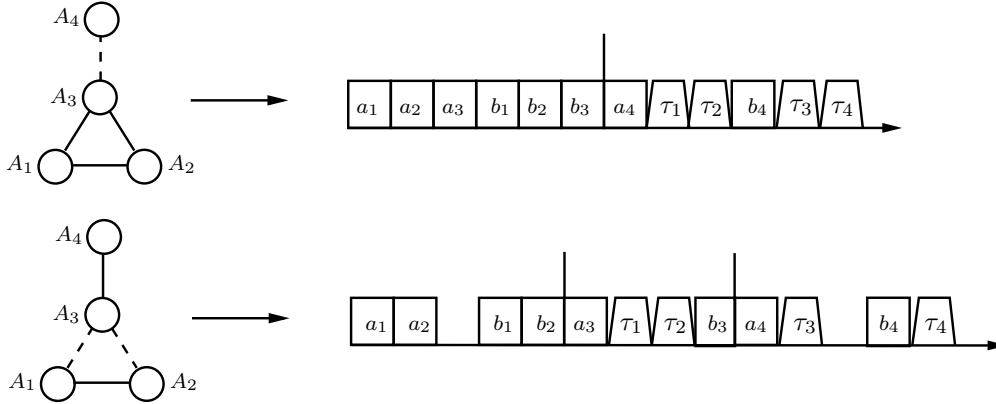 A₄
A₃
A₁ A₂
a₁ a₂ a₃ b₁ b₂ b₃ a₄ τ₁ τ₂ b₄ τ₃ τ₄
A₄
A₃
A₁ A₂
a₁ a₂ b₁ b₂ a₃ τ₁ τ₂ b₃ a₄ τ₃ b₄ τ₄